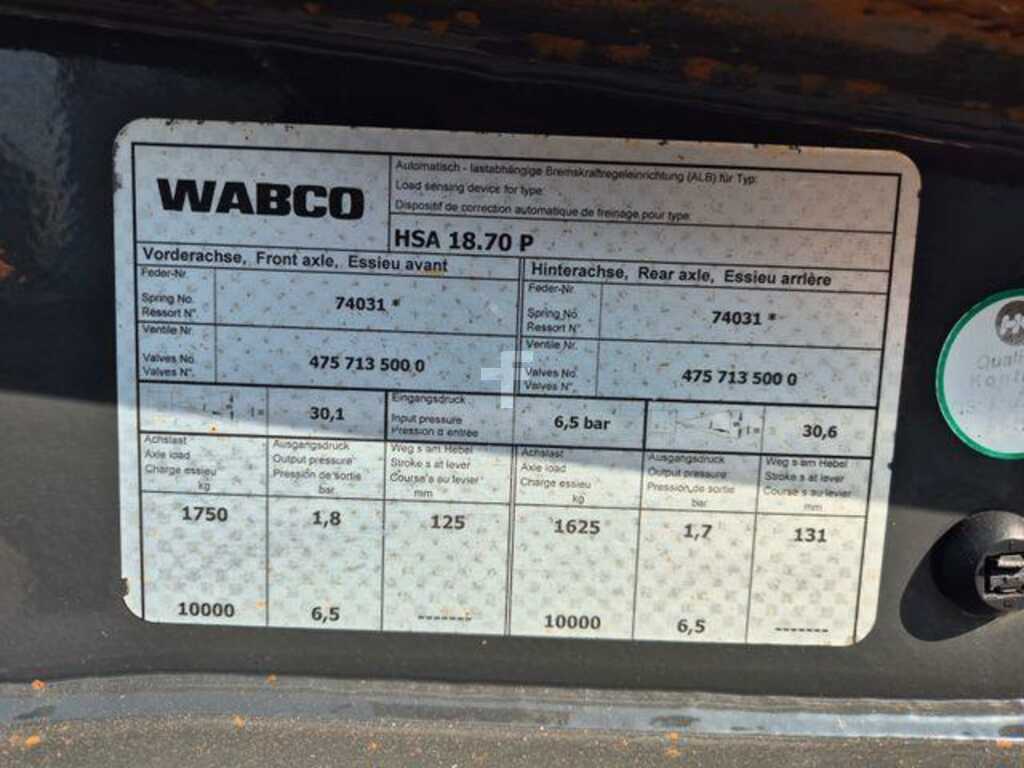 WABCO
Automatisch - lastabhängige Bremskraftregeleinrichtung (ALB) für Typ:
Load sensing device for type:
Dispositif de correction automatique de freinage pour type:
HSA 18.70 P
Vorderachse, Front axle, Essieu avant
Hinterachse, Rear axle, Essieu arrière
Feder-Nr.
Spring No.
Ressort N°.
74031 *
Feder-Nr.
Spring No.
Ressort N°.
74031 *
Ventile Nr.
Valves No.
Valves N°.
475 713 500 0
Ventile Nr.
Valves No.
Valves N°.
475 713 500 0
30,1
Eingangsdruck
Input pressure
Pression d entrée
6,5 bar
30,6
Achslast
Axle load
Charge essieu
kg
Ausgangsdruck
Output pressure
Pression de sortie
bar
Weg s am Hebel
Stroke s at lever
Course s au levier
mm
Achslast
Axle load
Charge essieu
kg
Ausgangsdruck
Output pressure
Pression de sortie
bar
Weg s am Hebel
Stroke s at lever
Course s au levier
mm
1750 1,8 125 1625 1,7 131
10000 6,5 ------- 10000 6,5 -------